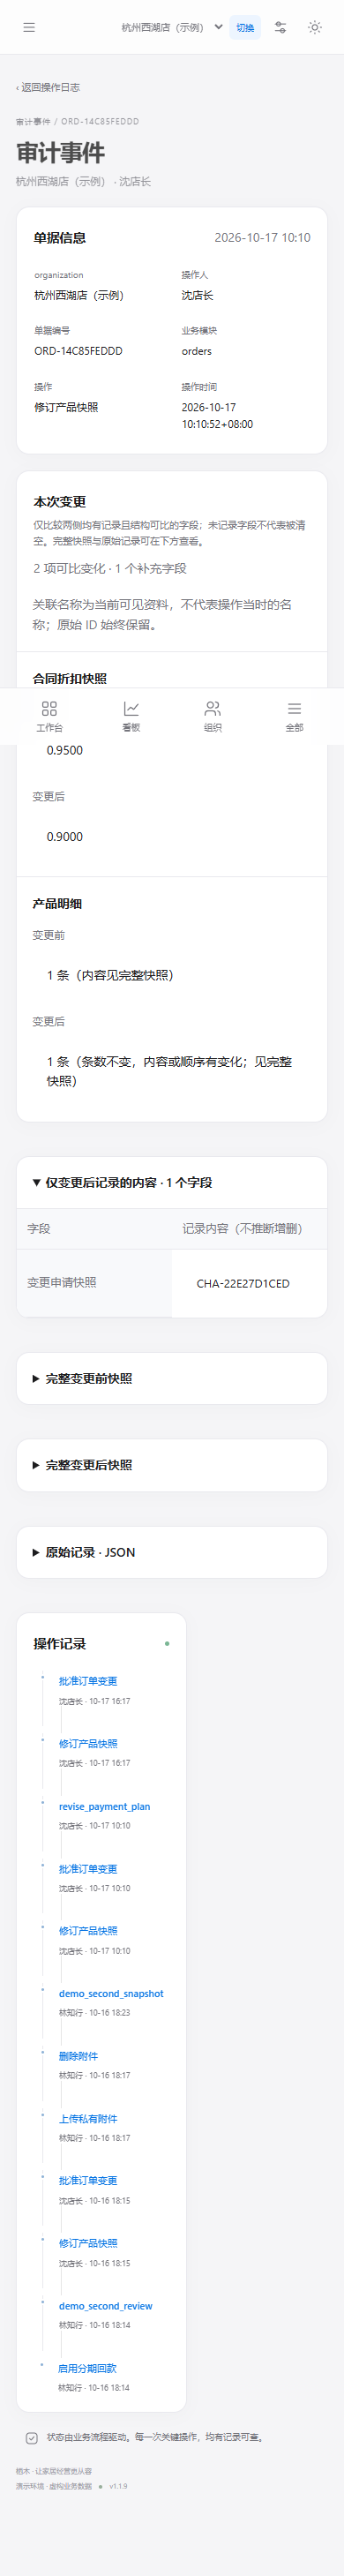 杭州西湖店（示例）
切换
‹ 返回操作日志
审计事件 / ORD-14C85FEDDD
审计事件
杭州西湖店（示例） · 沈店长
单据信息
2026-10-17 10:10
organization
操作人
杭州西湖店（示例）
沈店长
单据编号
业务模块
ORD-14C85FEDDD
orders
操作
操作时间
修订产品快照
2026-10-17
10:10:52+08:00
本次变更
仅比较两侧均有记录且结构可比的字段；未记录字段不代表被清
空。完整快照与原始记录可在下方查看。
2 项可比变化 · 1 个补充字段
关联名称为当前可见资料，不代表操作当时的名
称；原始 ID 始终保留。
合同折扣快照
工作台
看板
组织
全部
0.9500
变更后
0.9000
产品明细
变更前
1 条（内容见完整快照）
变更后
1 条（条数不变，内容或顺序有变化；见完整
快照）
仅变更后记录的内容 · 1 个字段
字段
记录内容（不推断增删）
变更申请快照
CHA-22E27D1CED
完整变更前快照
完整变更后快照
原始记录 · JSON
操作记录
批准订单变更
沈店长 · 10-17 16:17
修订产品快照
沈店长 · 10-17 16:17
revise_payment_plan
沈店长 · 10-17 10:10
批准订单变更
沈店长 · 10-17 10:10
修订产品快照
沈店长 · 10-17 10:10
demo_second_snapshot
林知行 · 10-16 18:23
删除附件
林知行 · 10-16 18:17
上传私有附件
林知行 · 10-16 18:17
批准订单变更
沈店长 · 10-16 18:15
修订产品快照
沈店长 · 10-16 18:15
demo_second_review
林知行 · 10-16 18:14
启用分期回款
林知行 · 10-16 18:14
状态由业务流程驱动。每一次关键操作，均有记录可查。
栖木 · 让家居经营更从容
演示环境 · 虚构业务数据 • v1.1.9